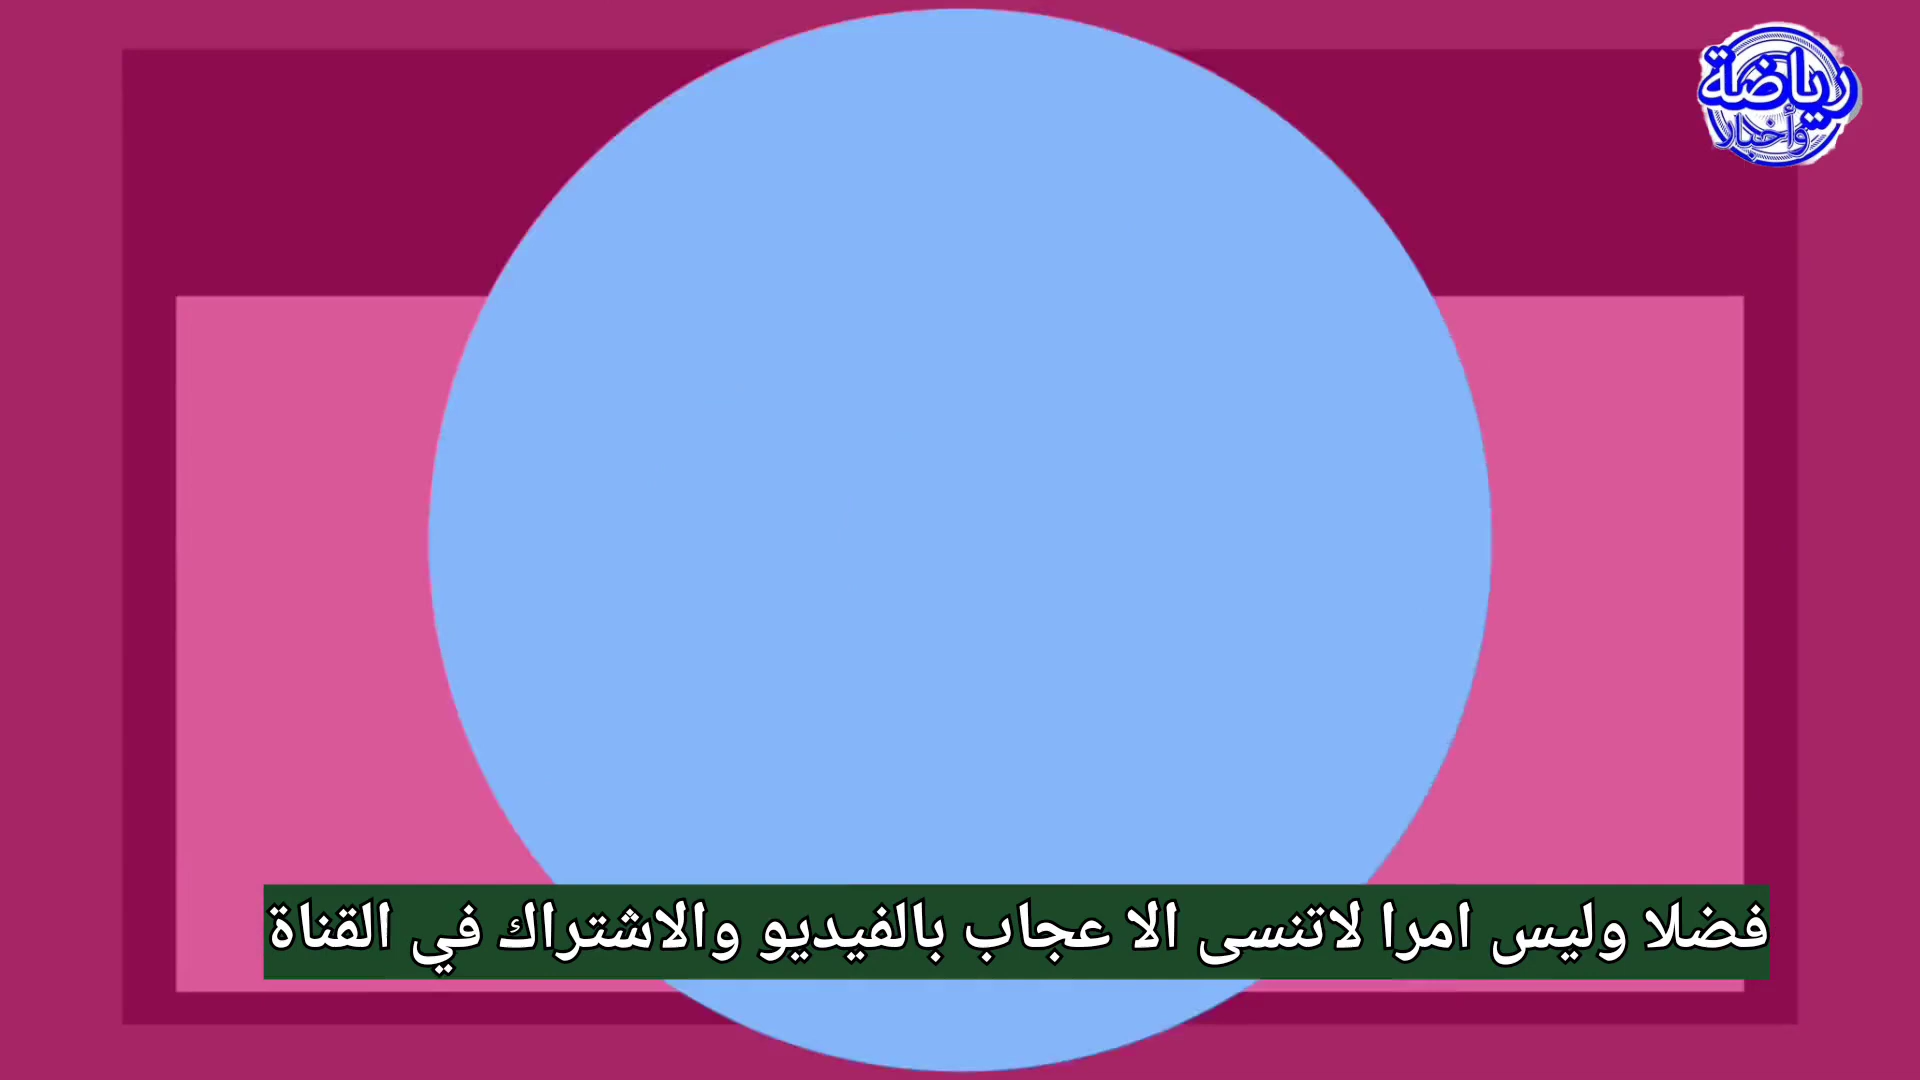 رياضة
وأخبار
فضلا وليس امرا لاتنسى الا عجاب بالفيديو والاشتراك في القناة